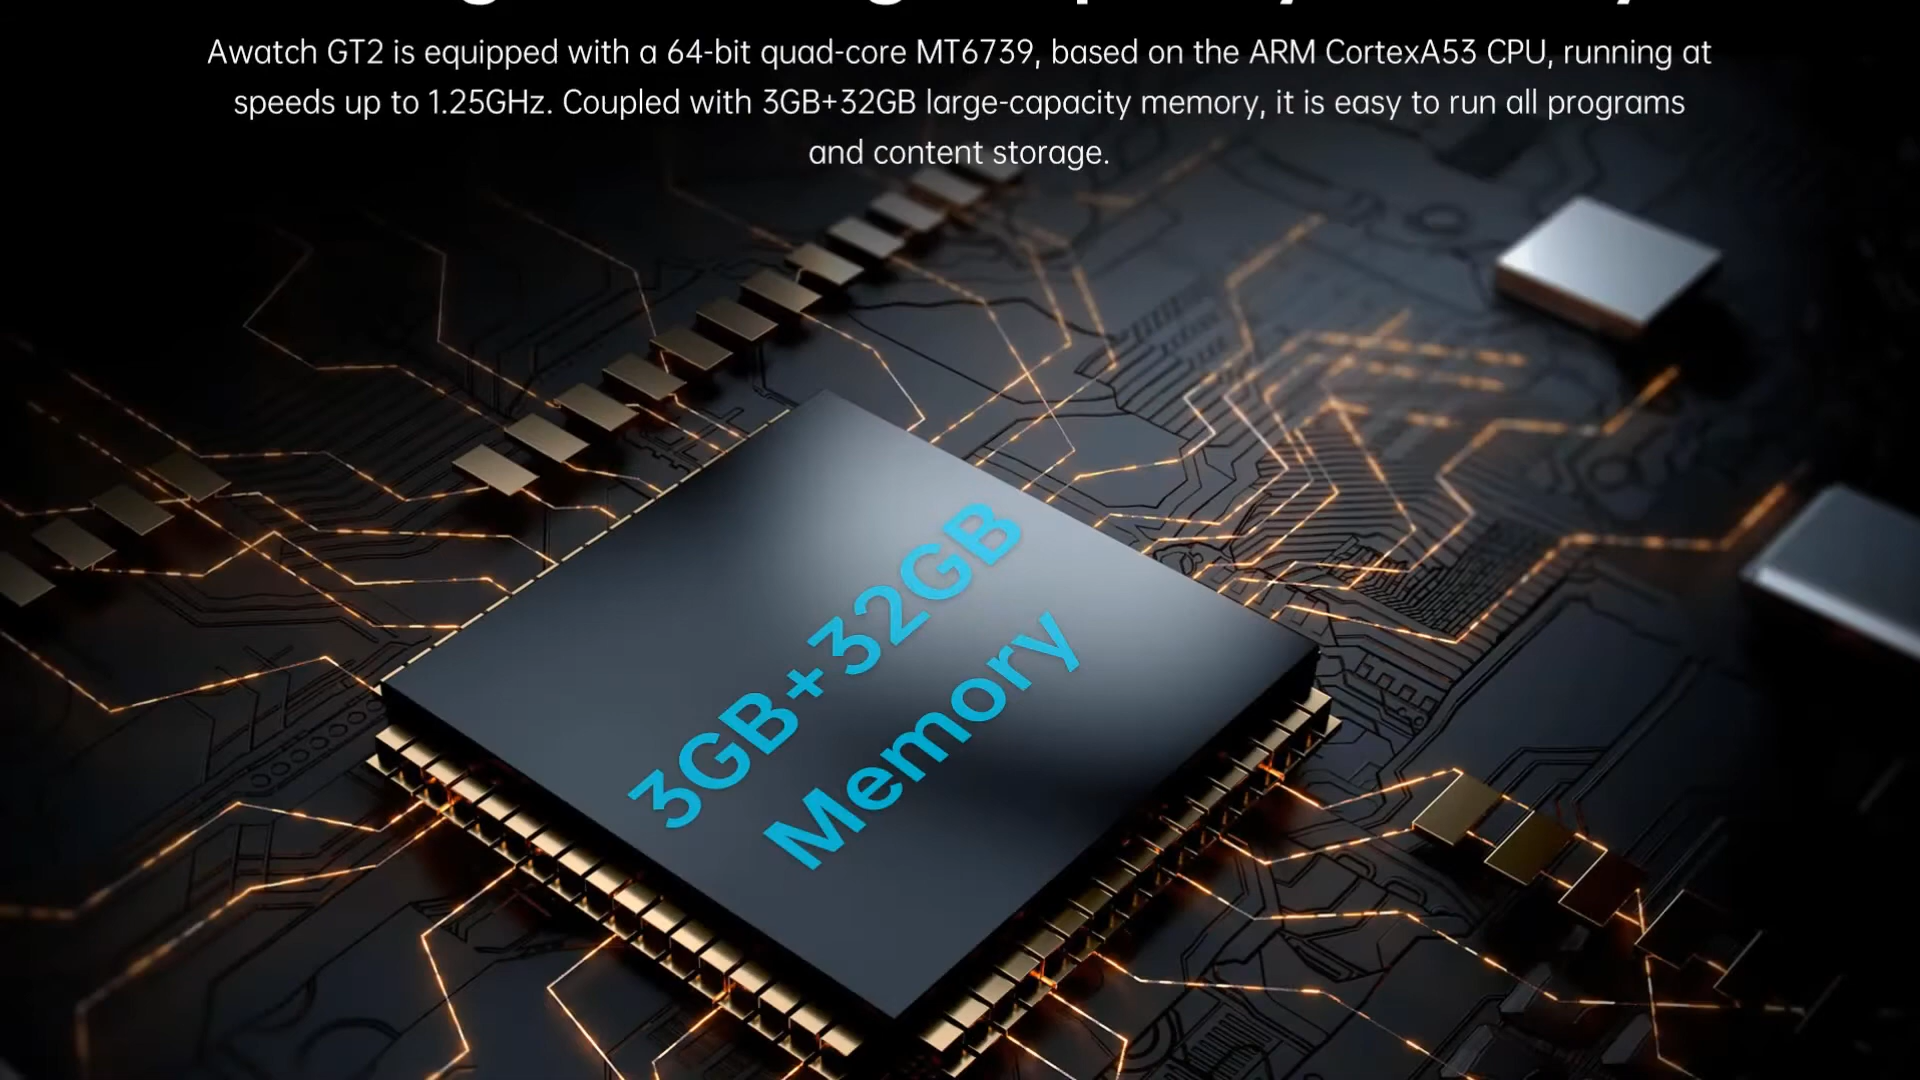 Awatch GT2 is equipped with a 64-bit quad-core MT6739, based on the ARM CortexA53 CPU, running at
speeds up to 1.25GHz. Coupled with 3GB+32GB large-capacity memory, it is easy to run all programs
and content storage.
3GB+32GB
Memory